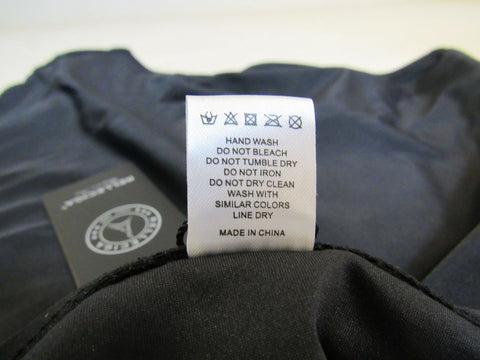 HAND WASH
DO NOT BLEACH
DO NOT TUMBLE DRY
DO NOT IRON
DO NOT DRY CLEAN
WASH WITH
SIMILAR COLORS
LINE DRY
MADE IN CHINA